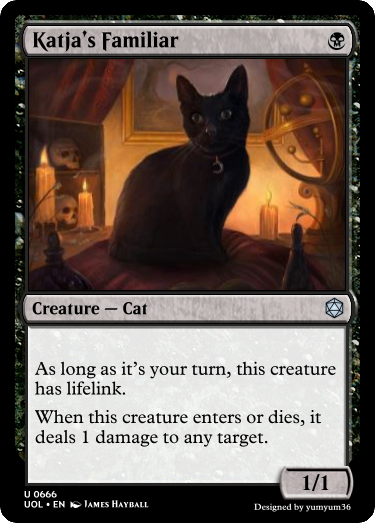 Katja's Familiar
Creature — Cat
As long as it's your turn, this creature
has lifelink.
When this creature enters or dies, it
deals 1 damage to any target.
1/1
U 0666
UOL • EN James Hayball
Designed by yumyum36